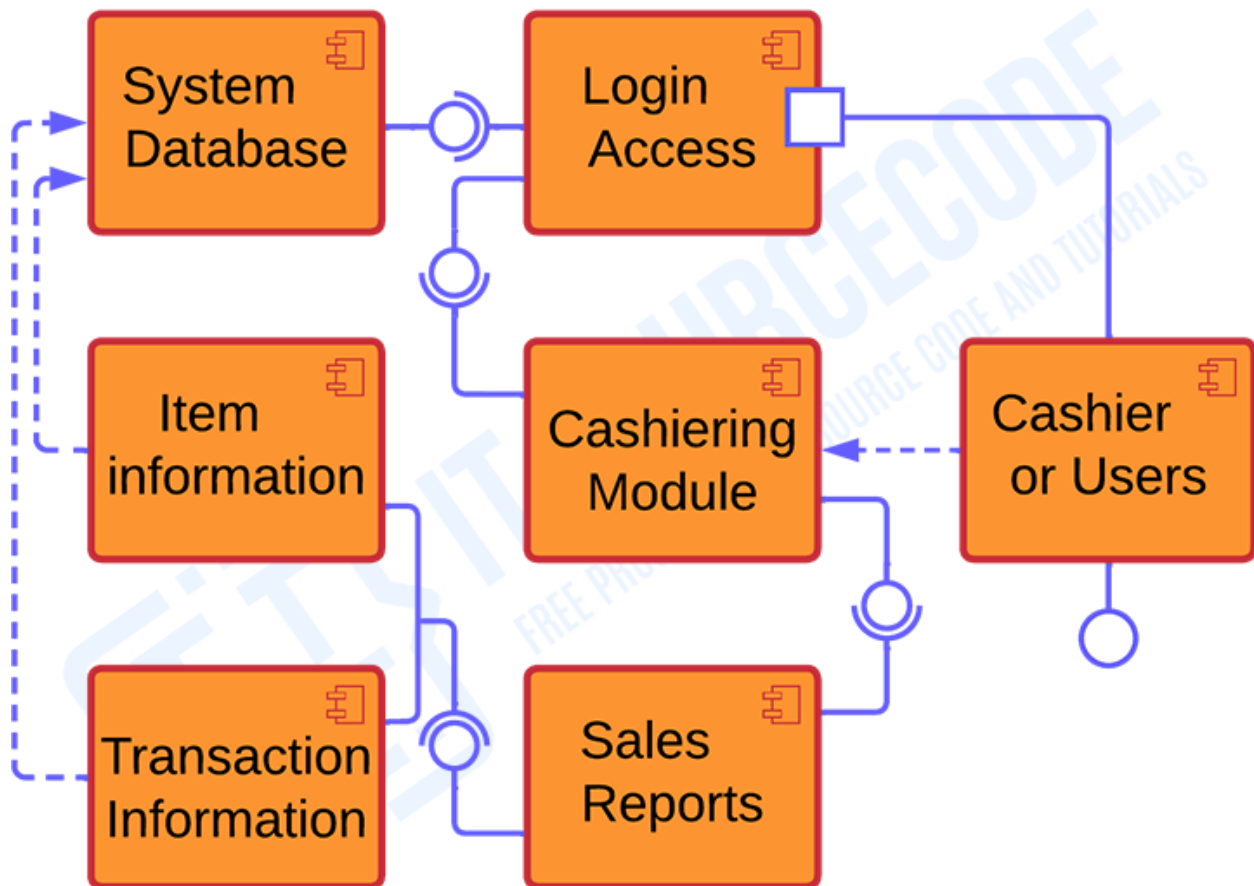 System
Database
Login
Access
Item
information
Cashiering
Module
Cashier
or Users
Transaction
Information
Sales
Reports